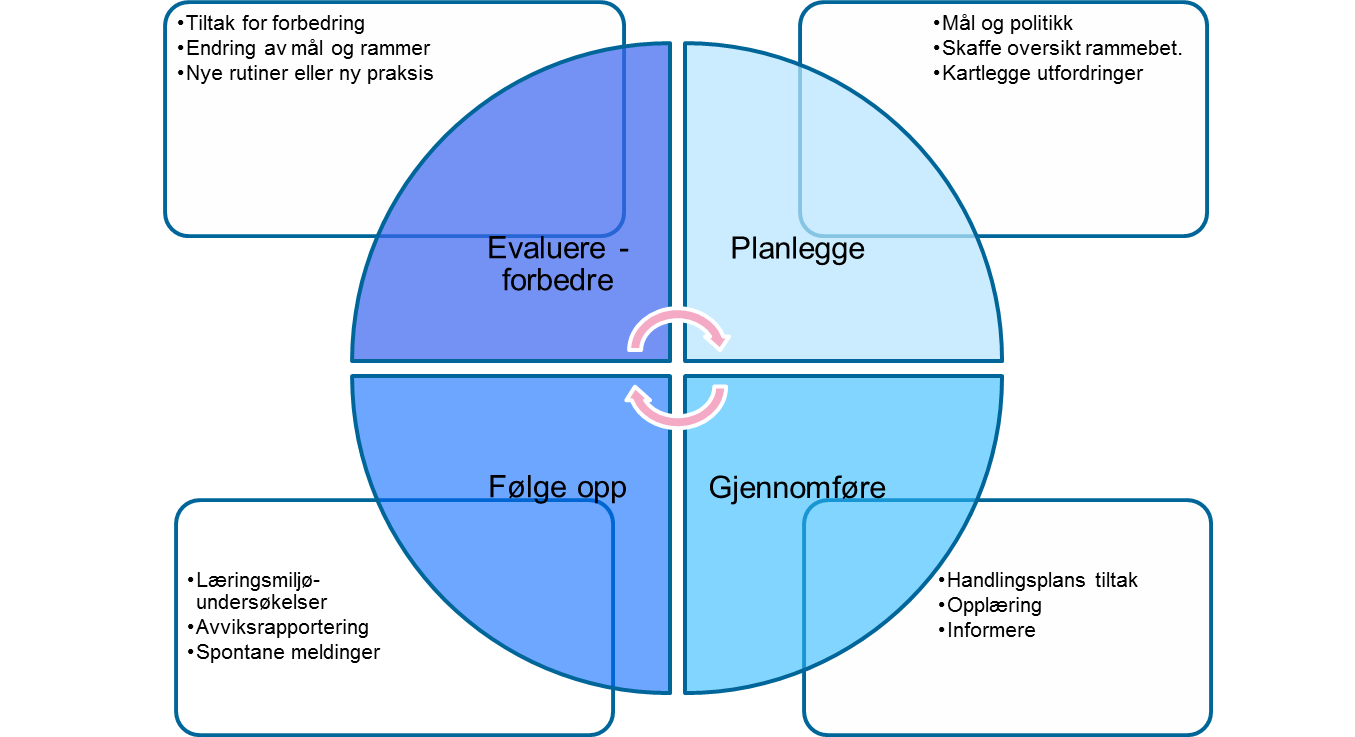 •Tiltak for forbedring
•Endring av mål og rammer
•Nye rutiner eller ny praksis
•Mål og politikk
•Skaffe oversikt rammebet.
•Kartlegge utfordringer
Evaluere -
forbedre
Planlegge
Følge opp
Gjennomføre
•Læringsmiljø-
undersøkelser
•Avviksrapportering
•Spontane meldinger
•Handlingsplans tiltak
•Opplæring
•Informere